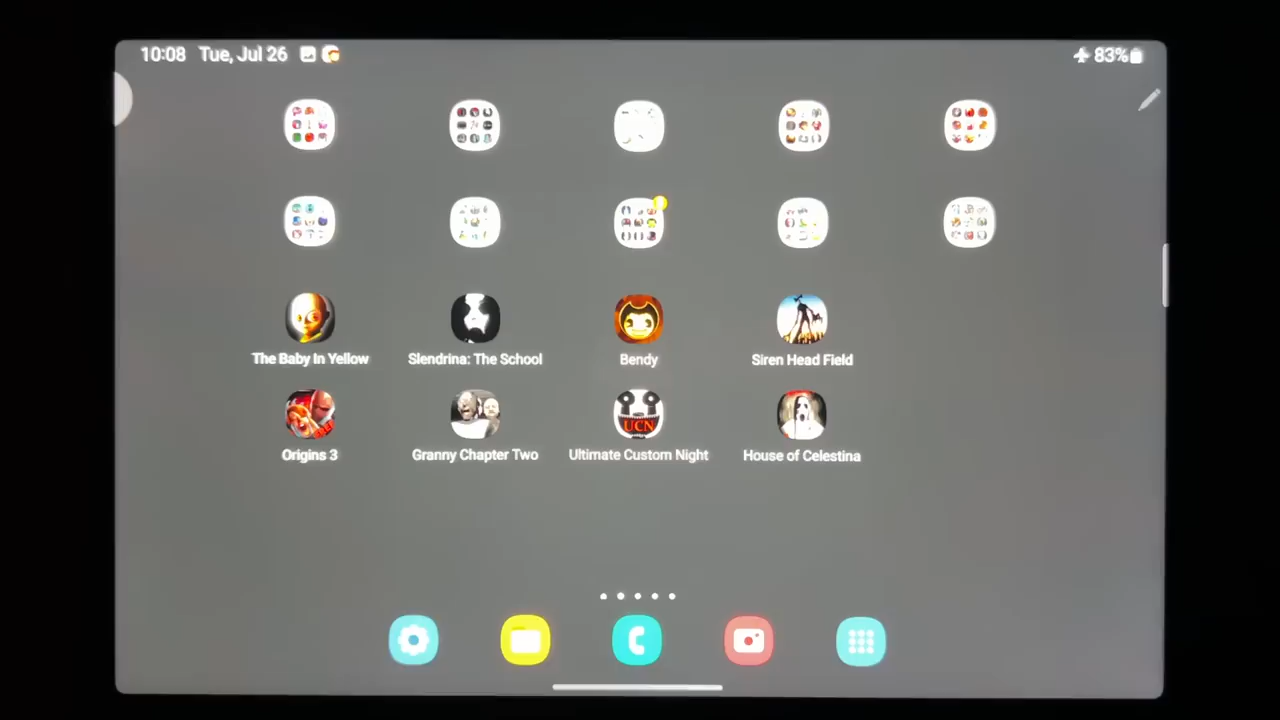 10:08 Tue, Jul 26 83%
The Baby In Yellow Slendrina: The School Bendy Siren Head Field
UCN
Origins 3 Granny Chapter Two Ultimate Custom Night House of Celestina